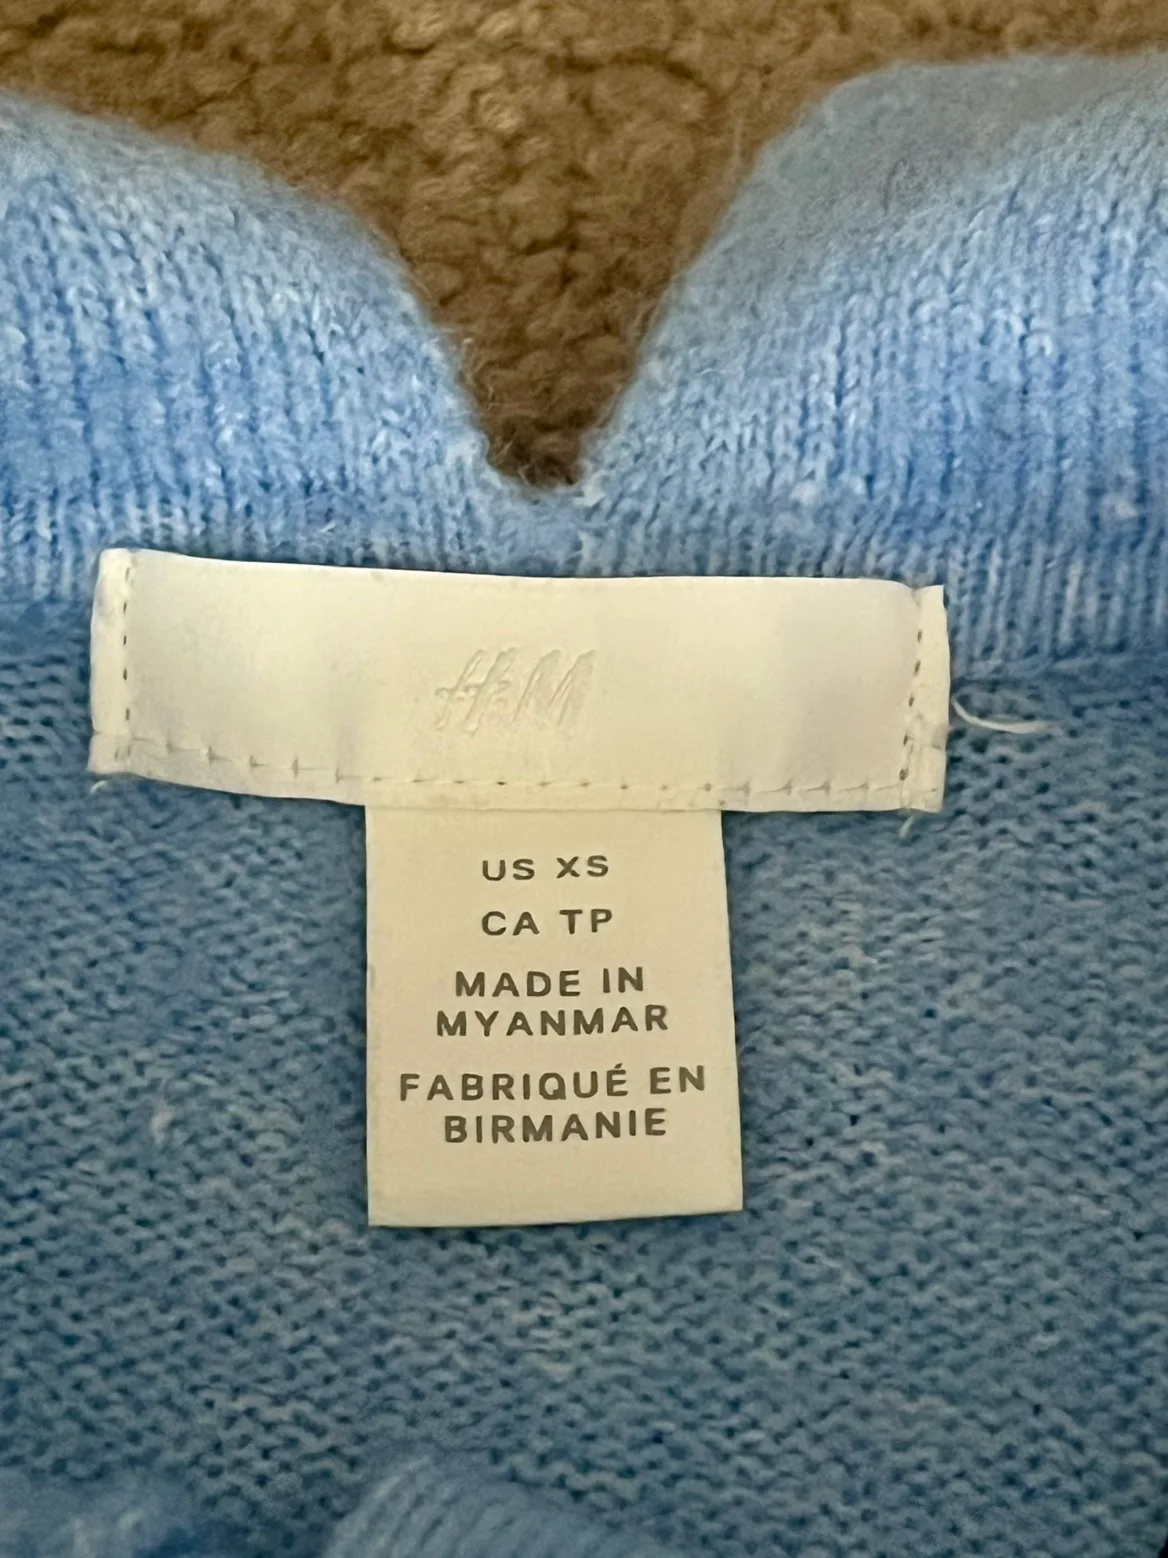 H&M
US XS
CA TP
MADE IN
MYANMAR
FABRIQUÉ EN
BIRMANIE